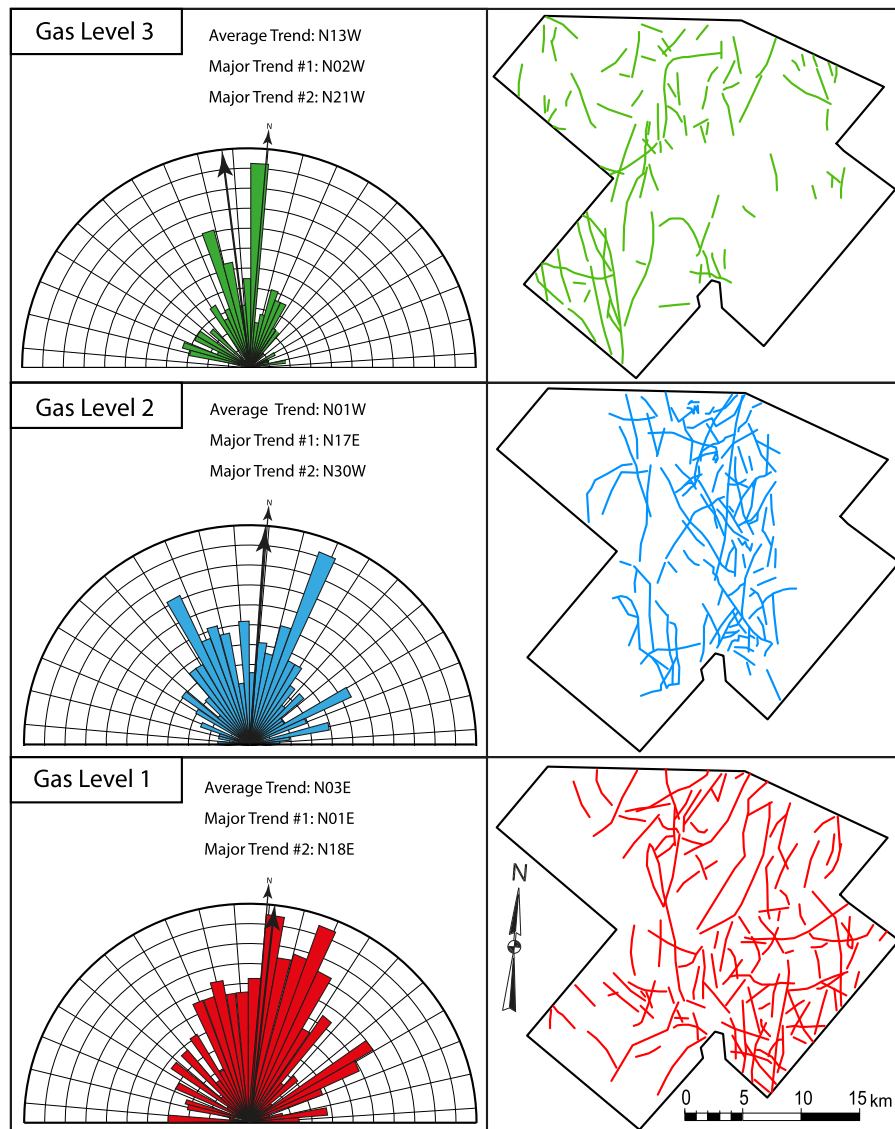 Gas Level 3
Average Trend: N13W
Major Trend #1: N02W
Major Trend #2: N21W
N
Gas Level 2
Average Trend: N01W
Major Trend #1: N17E
Major Trend #2: N30W
N
Gas Level 1
Average Trend: N03E
Major Trend #1: N01E
Major Trend #2: N18E
N
N
0 5 10 15 km